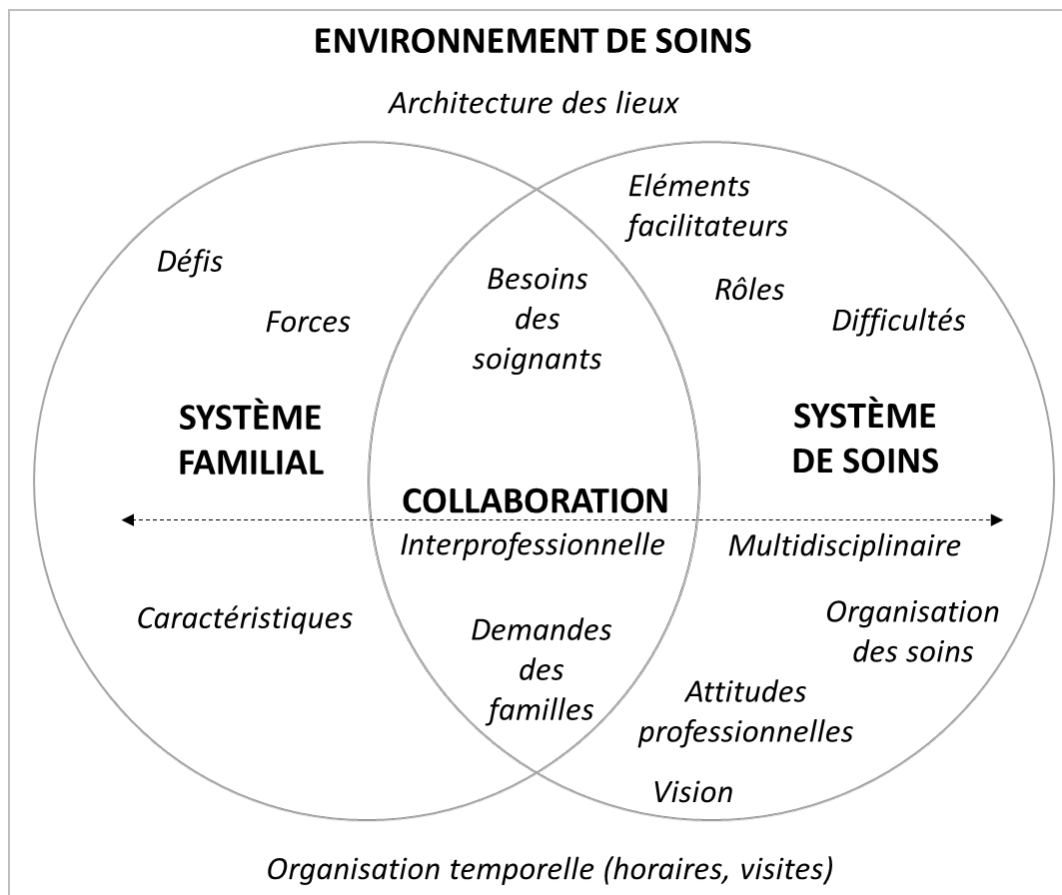 ENVIRONNEMENT DE SOINS
Architecture des lieux
Eléments
facilitateurs
Défis
Besoins
des
soignants
Rôles
Forces
Difficultés
SYSTÈME
FAMILIAL
SYSTÈME
DE SOINS
COLLABORATION
Interprofessionnelle
Multidisciplinaire
Caractéristiques
Demandes
des
familles
Organisation
des soins
Attitudes
professionnelles
Vision
Organisation temporelle (horaires, visites)